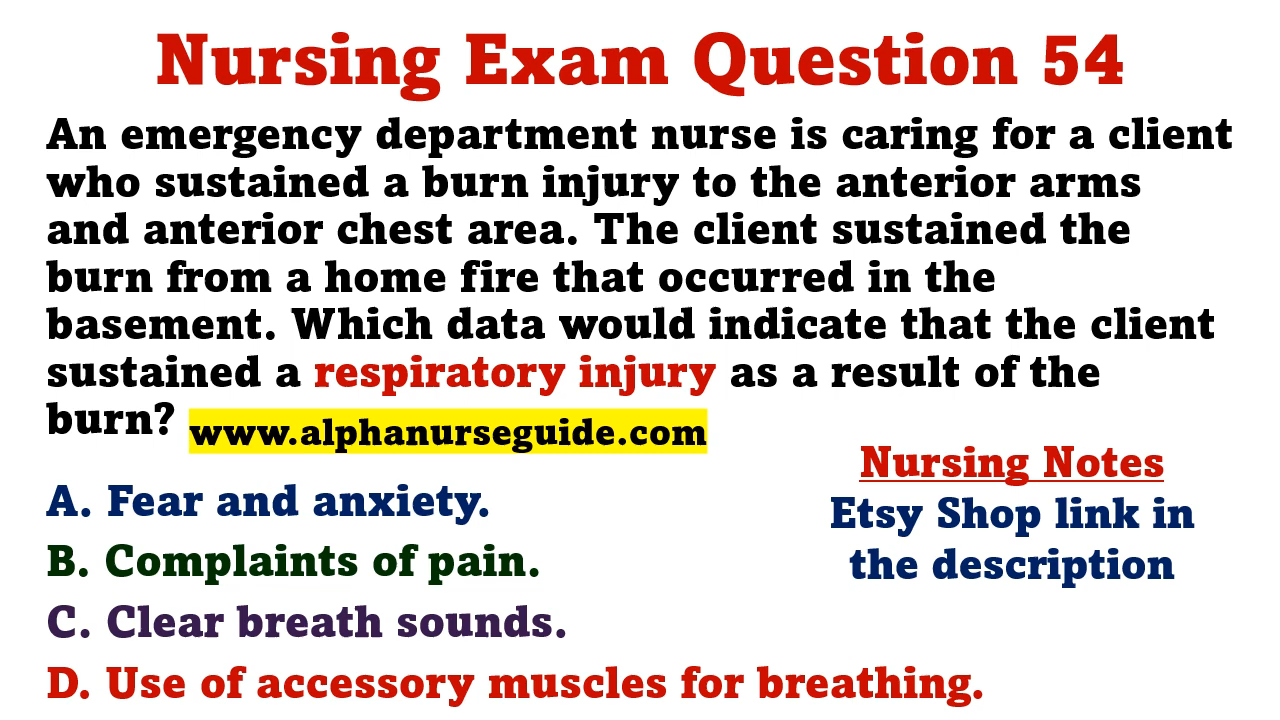 Nursing Exam Question 54
An emergency department nurse is caring for a client
who sustained a burn injury to the anterior arms
and anterior chest area. The client sustained the
burn from a home fire that occurred in the
basement. Which data would indicate that the client
sustained a respiratory injury as a result of the
burn? www.alphanurseguide.com
A. Fear and anxiety.
B. Complaints of pain.
C. Clear breath sounds.
D. Use of accessory muscles for breathing.
Nursing Notes
Etsy Shop link in
the description